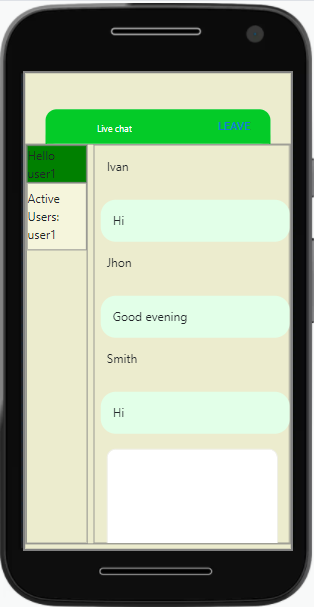 Live chat
LEAVE
Hello
user1
Active
Users:
user1
Ivan
Hi
Jhon
Good evening
Smith
Hi